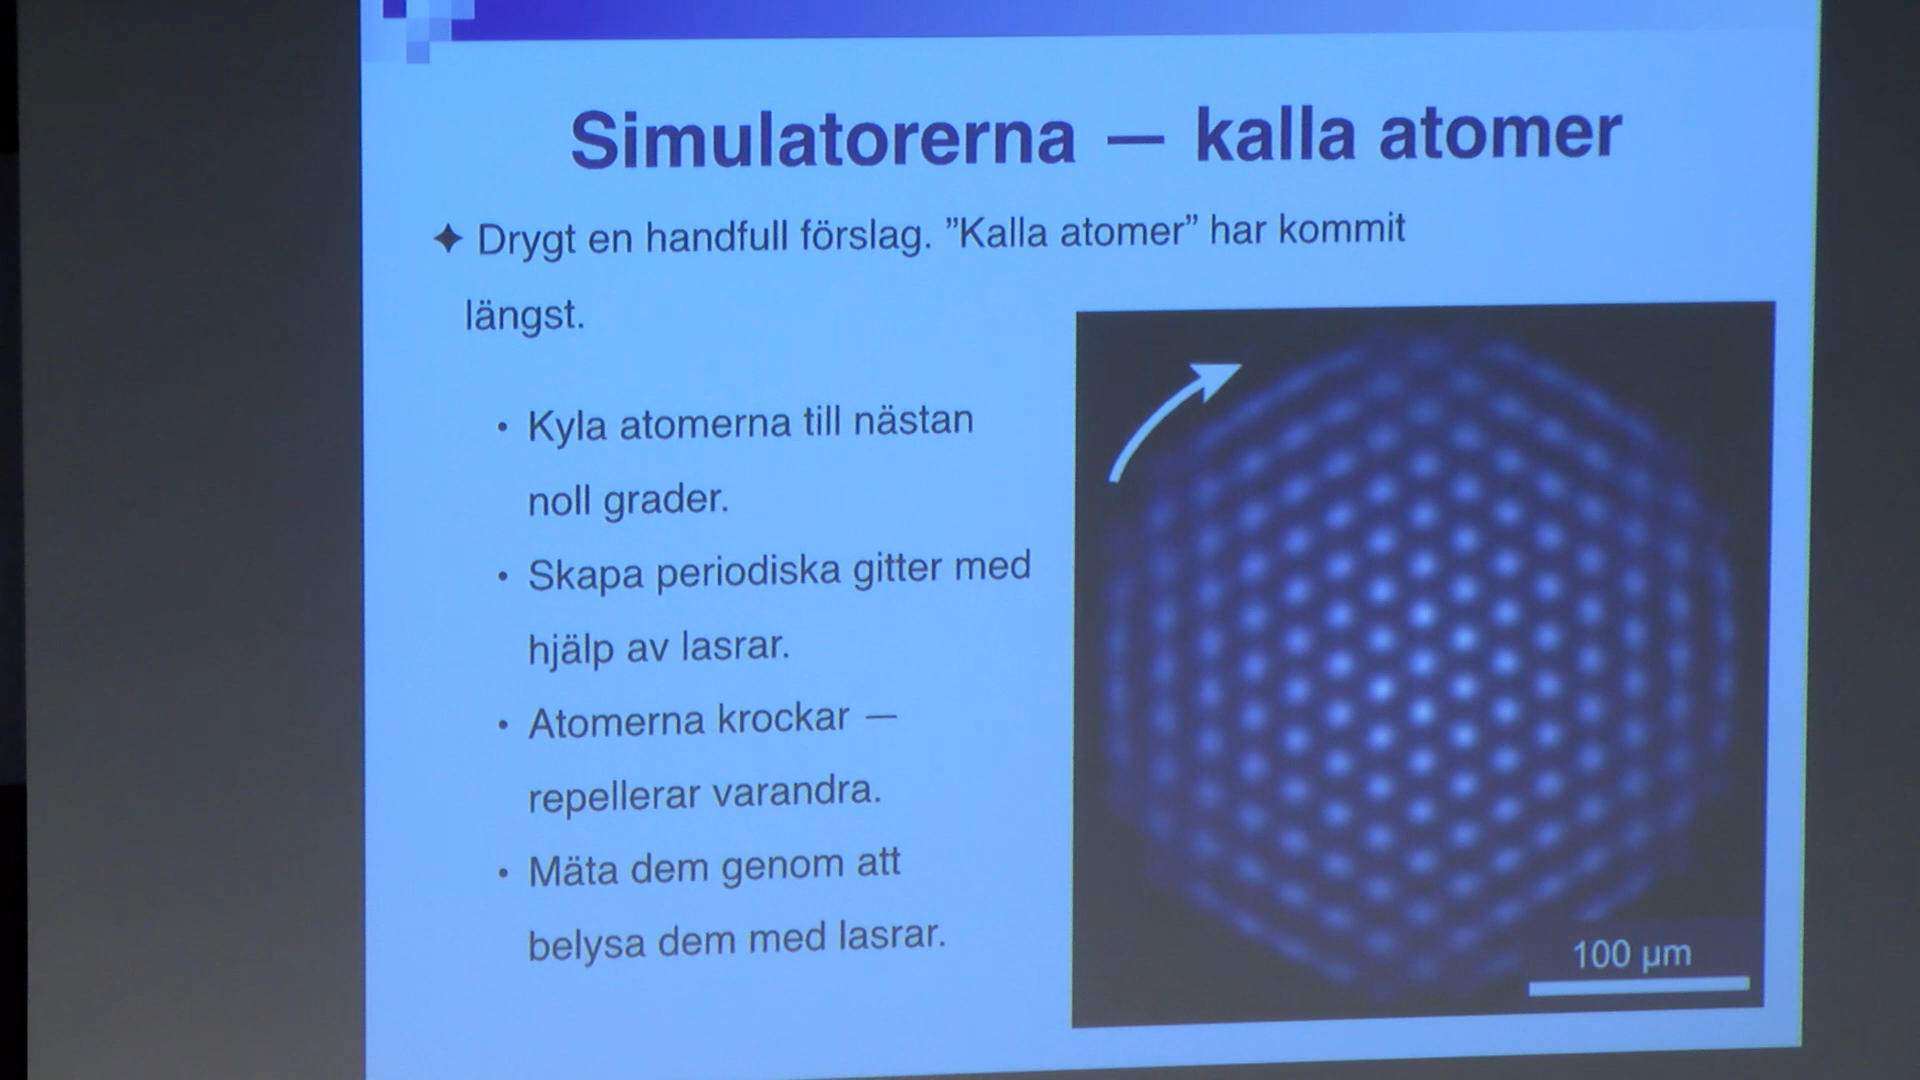 Simulatorerna — kalla atomer
✦ Drygt en handfull förslag. ”Kalla atomer” har kommit
längst.
• Kyla atomerna till nästan
noll grader.
• Skapa periodiska gitter med
hjälp av lasrar.
• Atomerna krockar —
repellerar varandra.
• Mäta dem genom att
belysa dem med lasrar.
100 µm